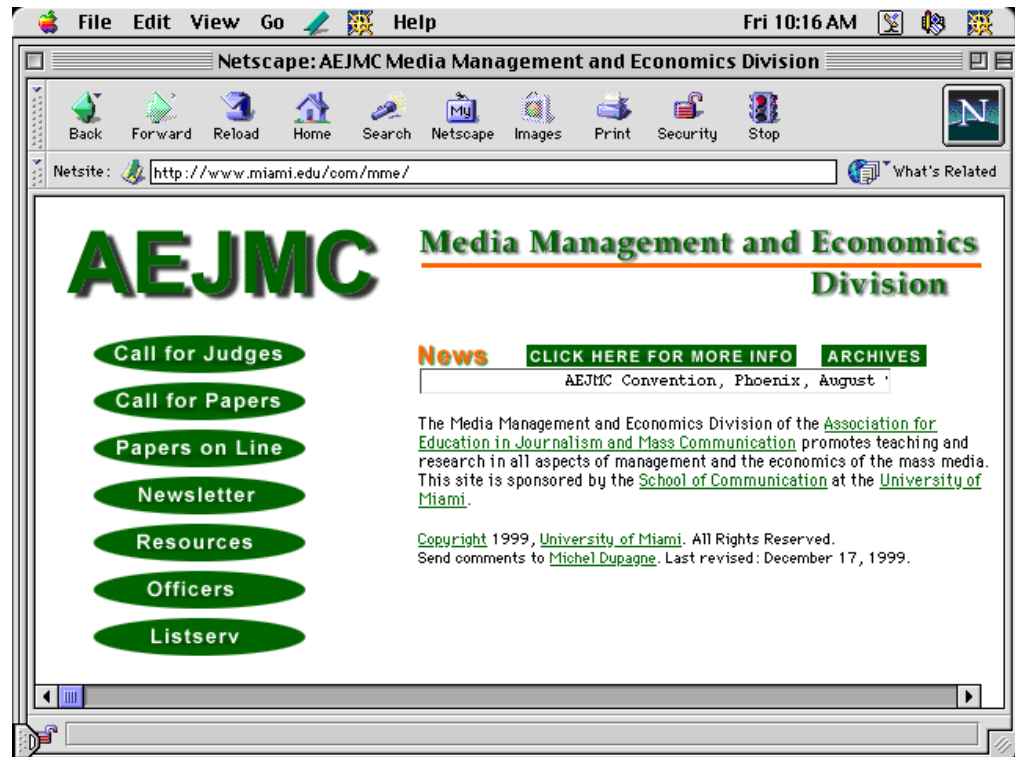 File Edit View Go Help Fri 10:16 AM
Netscape: AEJMC Media Management and Economics Division
My N
Back Forward Reload Home Search Netscape Images Print Security Stop
Netsite: http://www.miami.edu/com/mme/ What's Related
AEJMC
Media Management and Economics
Division
Call for Judges
Call for Papers
Papers on Line
Newsletter
Resources
Officers
Listserv
News CLICK HERE FOR MORE INFO ARCHIVES
AEJMC Convention, Phoenix, August
The Media Management and Economics Division of the Association for
Education in Journalism and Mass Communication promotes teaching and
research in all aspects of management and the economics of the mass media.
This site is sponsored by the School of Communication at the University of
Miami.
Copyright 1999, University of Miami. All Rights Reserved.
Send comments to Michel Dupagne. Last revised: December 17, 1999.